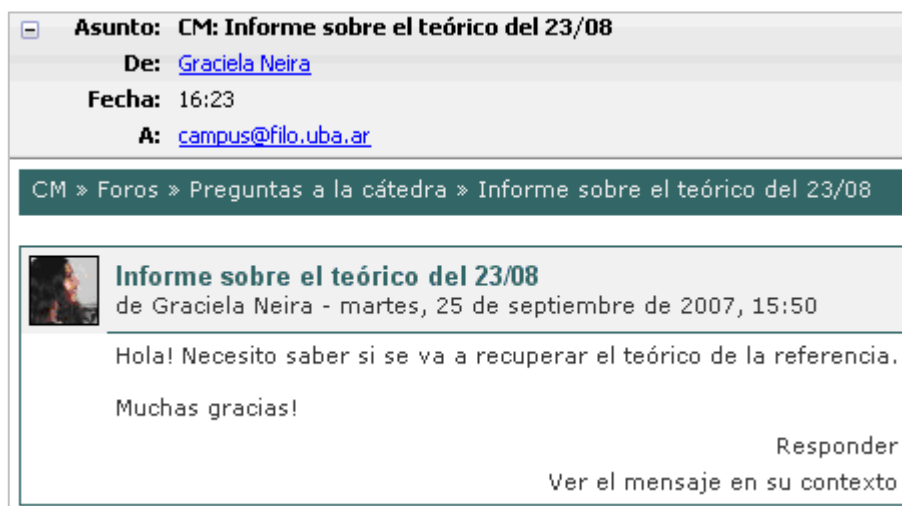 Asunto: CM: Informe sobre el teórico del 23/08
De: Graciela Neira
Fecha: 16:23
A: campus@filo.uba.ar
CM » Foros » Preguntas a la cátedra » Informe sobre el teórico del 23/08
Informe sobre el teórico del 23/08
de Graciela Neira - martes, 25 de septiembre de 2007, 15:50
Hola! Necesito saber si se va a recuperar el teórico de la referencia.
Muchas gracias!
Responder
Ver el mensaje en su contexto